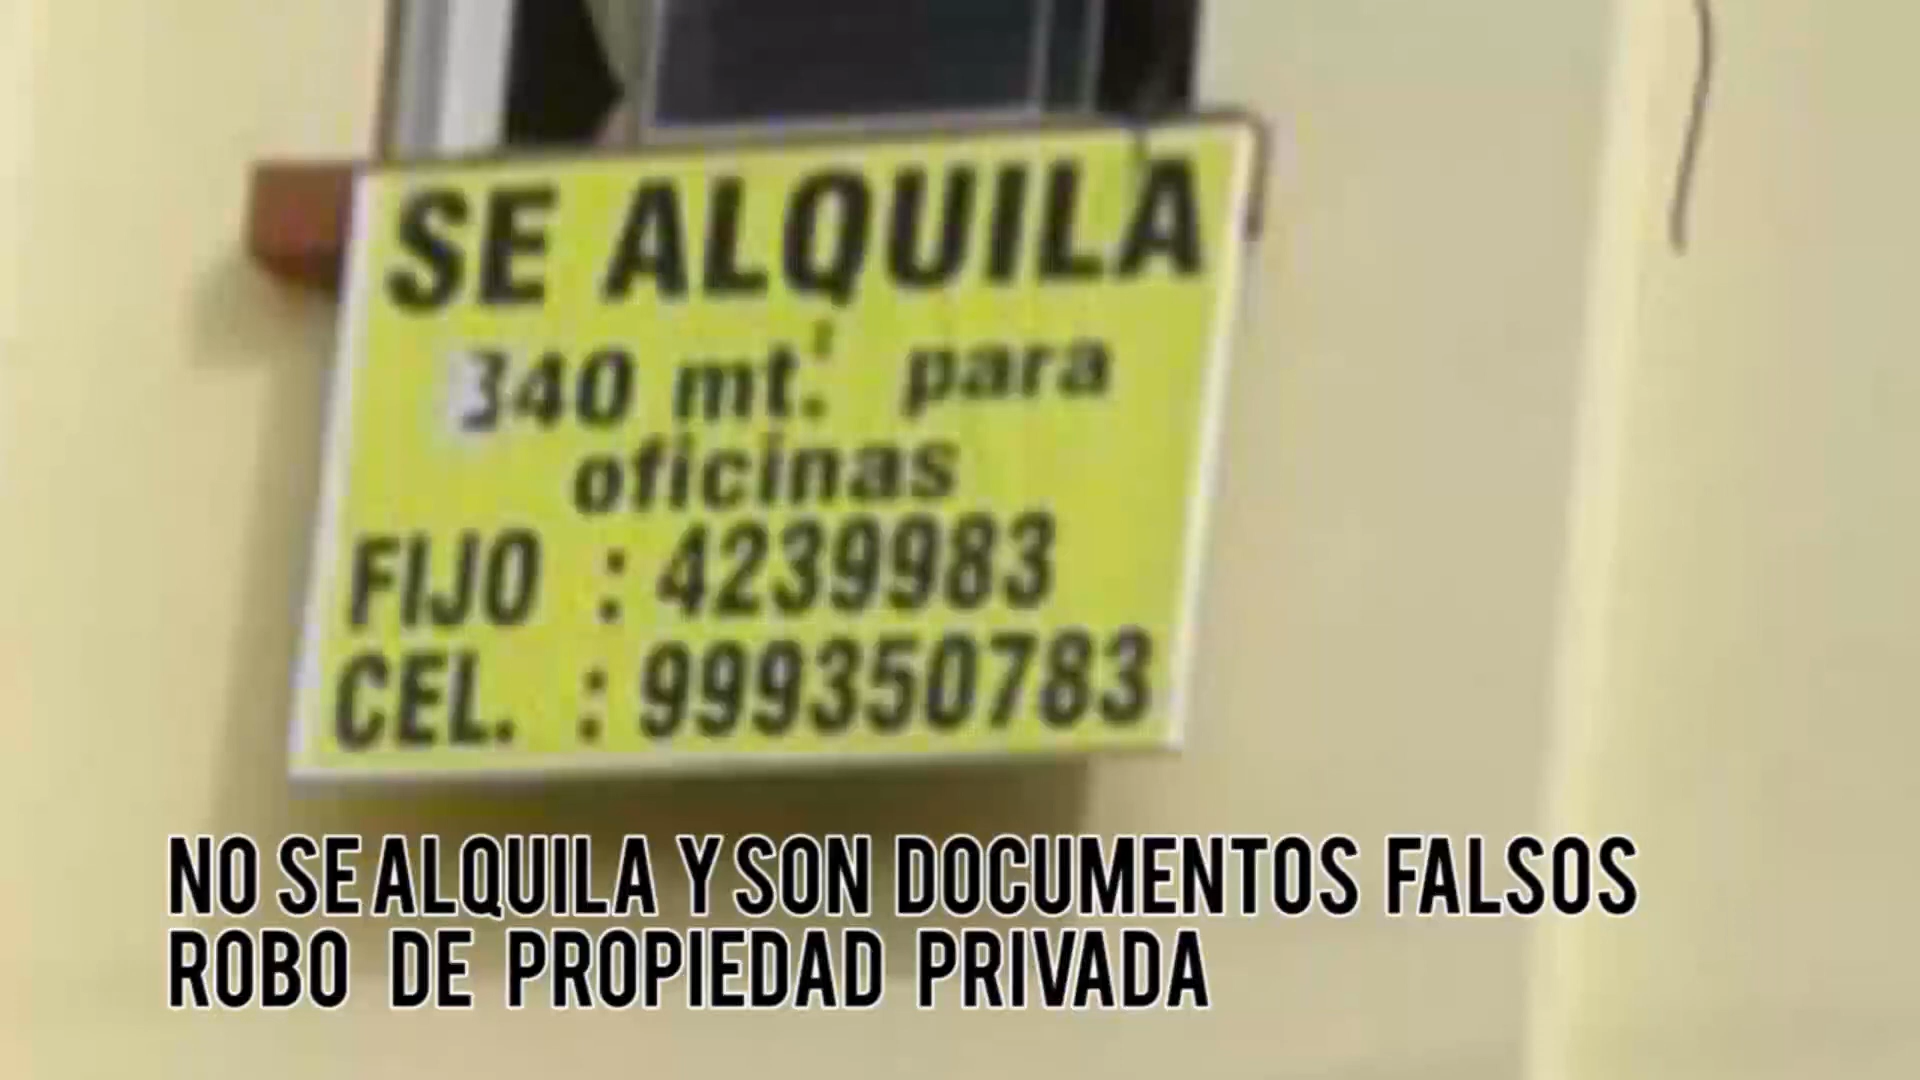 SE ALQUILA
340 mt.² para
oficinas
FIJO : 4239983
CEL. : 999350783
NO SE ALQUILA Y SON DOCUMENTOS FALSOS
ROBO DE PROPIEDAD PRIVADA